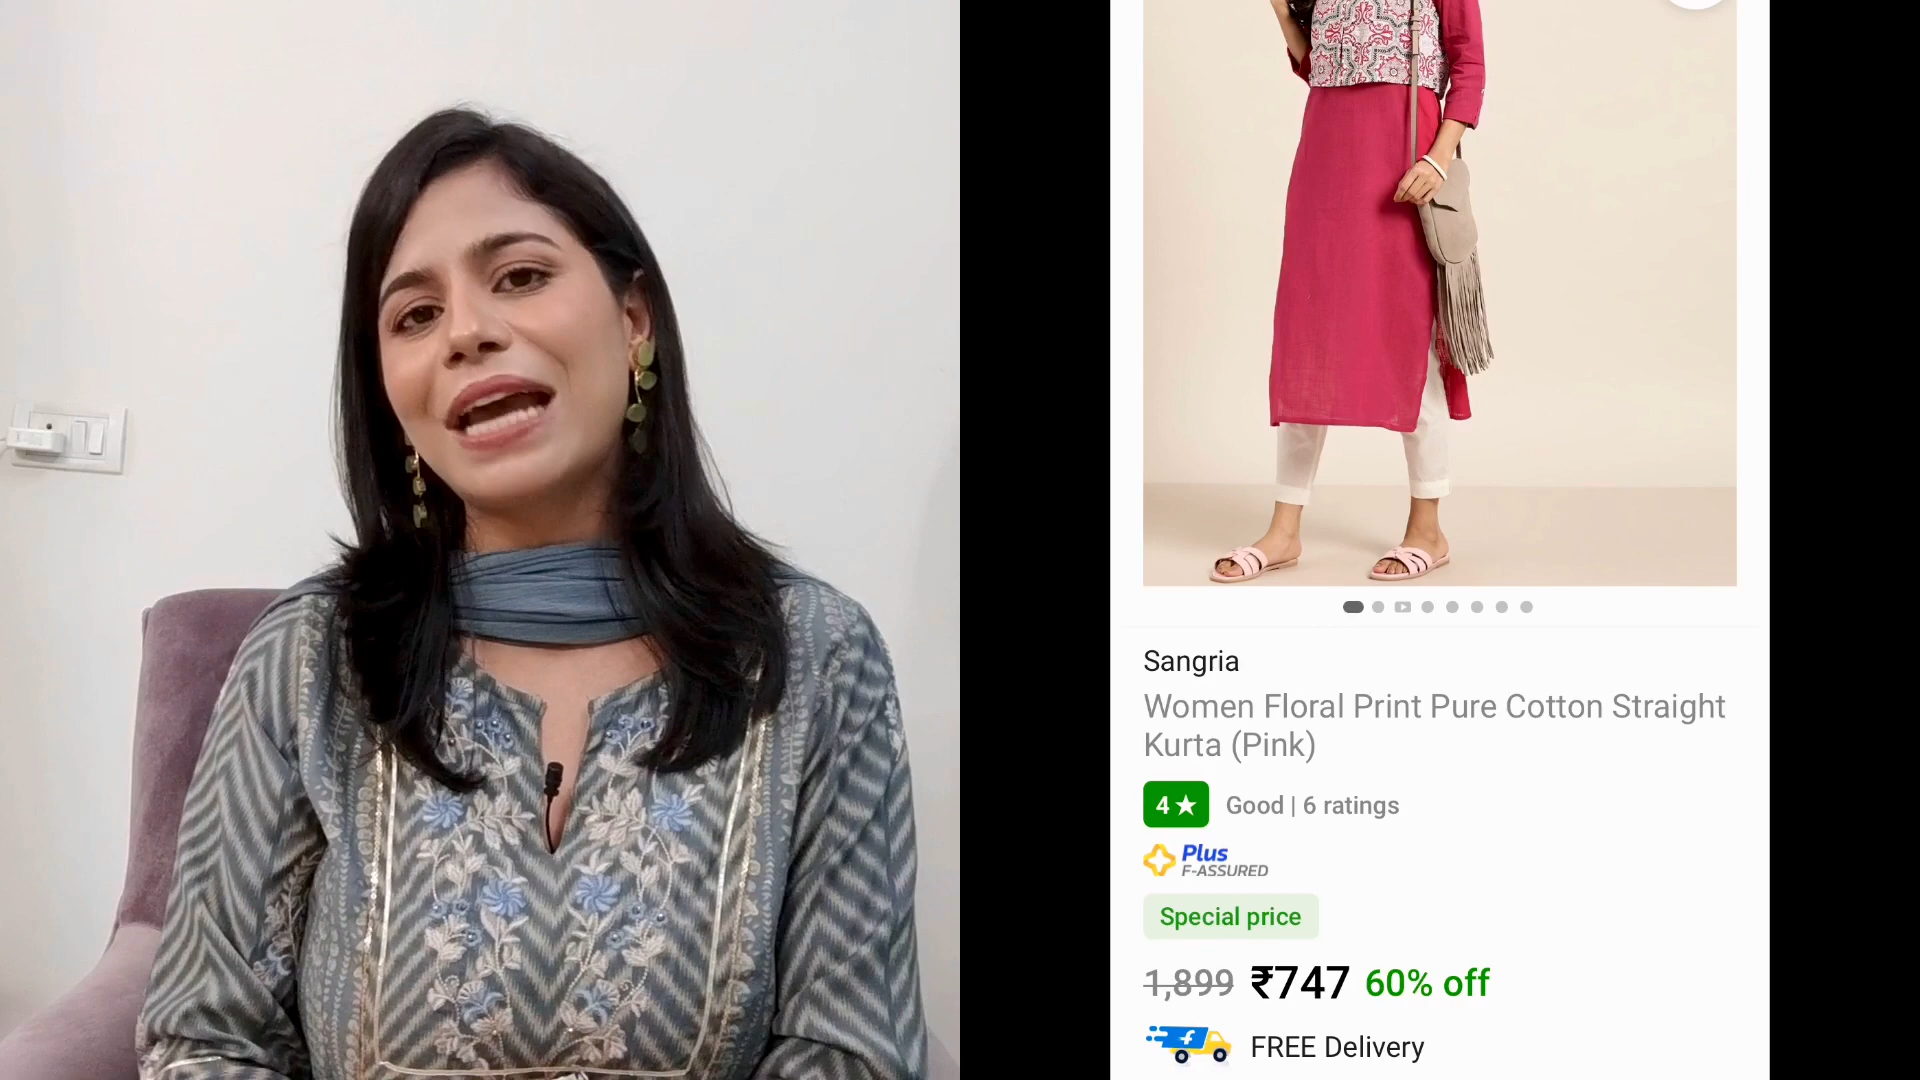 Sangria
Women Floral Print Pure Cotton Straight
Kurta (Pink)
4★ Good | 6 ratings
Plus
F-ASSURED
Special price
1,899 ₹747 60% off
FREE Delivery